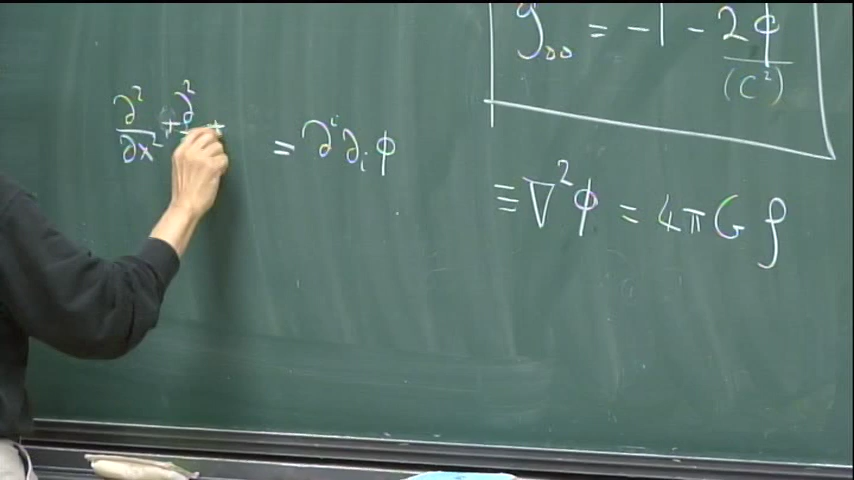 g₀₀ = -1 - 2ϕ/(c²)
∂²/∂x² + ∂² + = ∂ⁱ∂ᵢϕ
≡ ∇²ϕ = 4πGρ